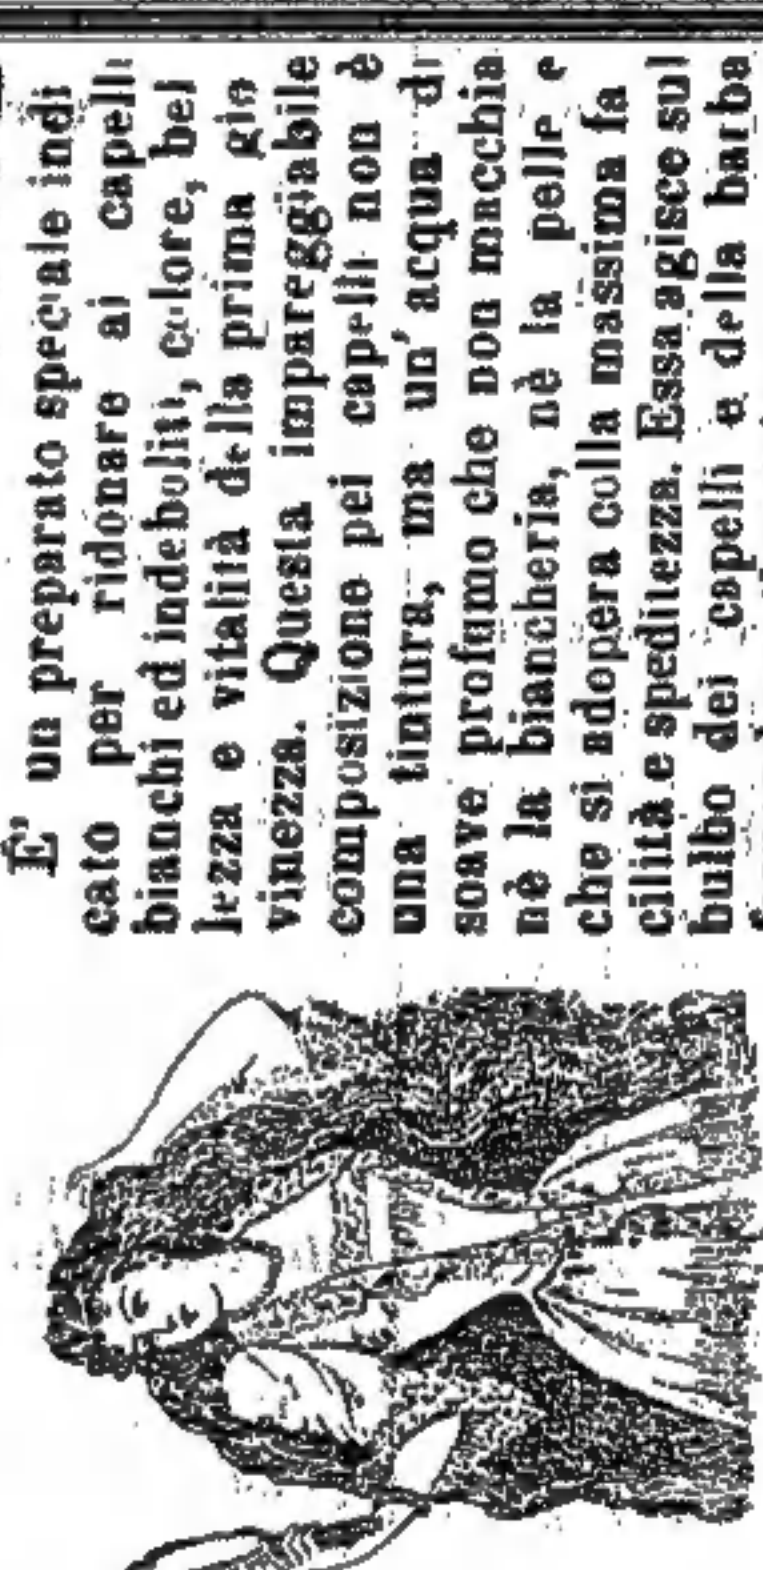 E' un preparato speciale indi
cato per ridonare ai capelli
bianchi ed indeboliti, colore, bel
lezza e vitalità della prima gio
vinezza. Questa impareggiabile
composizione pei capelli non è
una tintura, ma un' acqua di
soave profumo che non macchia
nè la biancheria, nè la pelle e
che si adopera colla massima fa
cilità e speditezza. Essa agisce sul
bulbo dei capelli e della barba